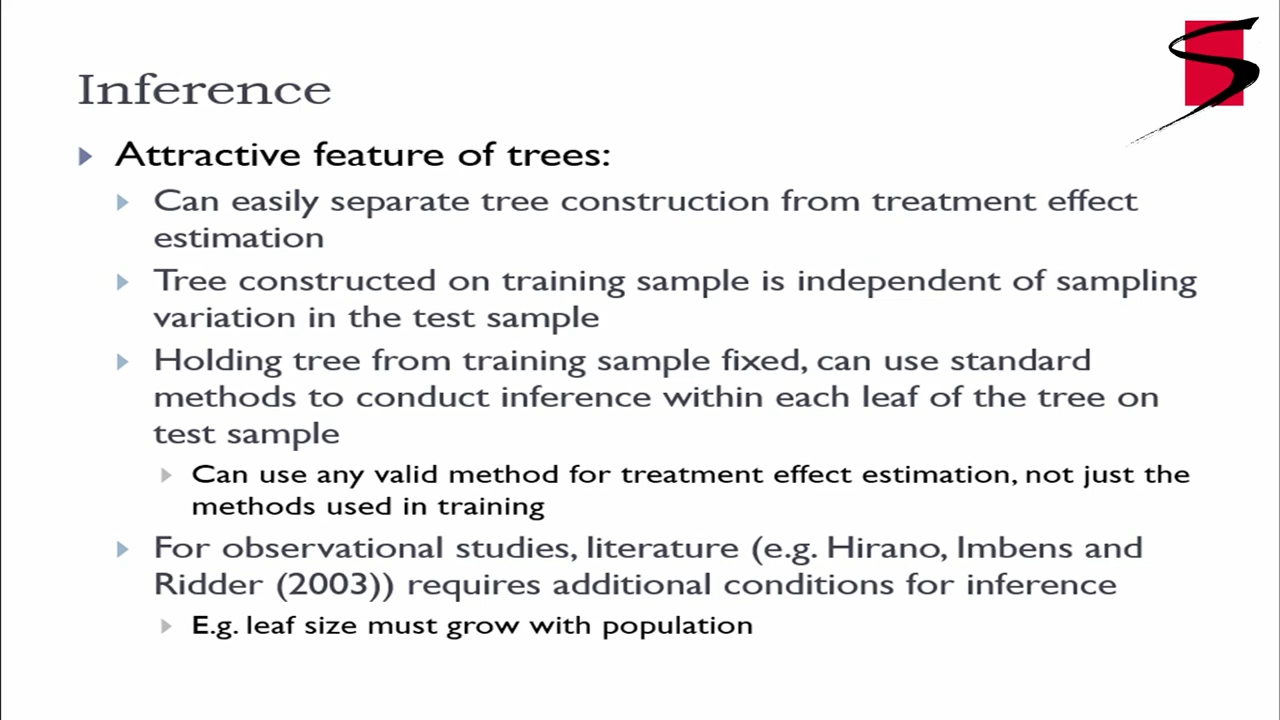 Inference
Attractive feature of trees:
Can easily separate tree construction from treatment effect
estimation
Tree constructed on training sample is independent of sampling
variation in the test sample
Holding tree from training sample fixed, can use standard
methods to conduct inference within each leaf of the tree on
test sample
Can use any valid method for treatment effect estimation, not just the
methods used in training
For observational studies, literature (e.g. Hirano, Imbens and
Ridder (2003)) requires additional conditions for inference
E.g. leaf size must grow with population